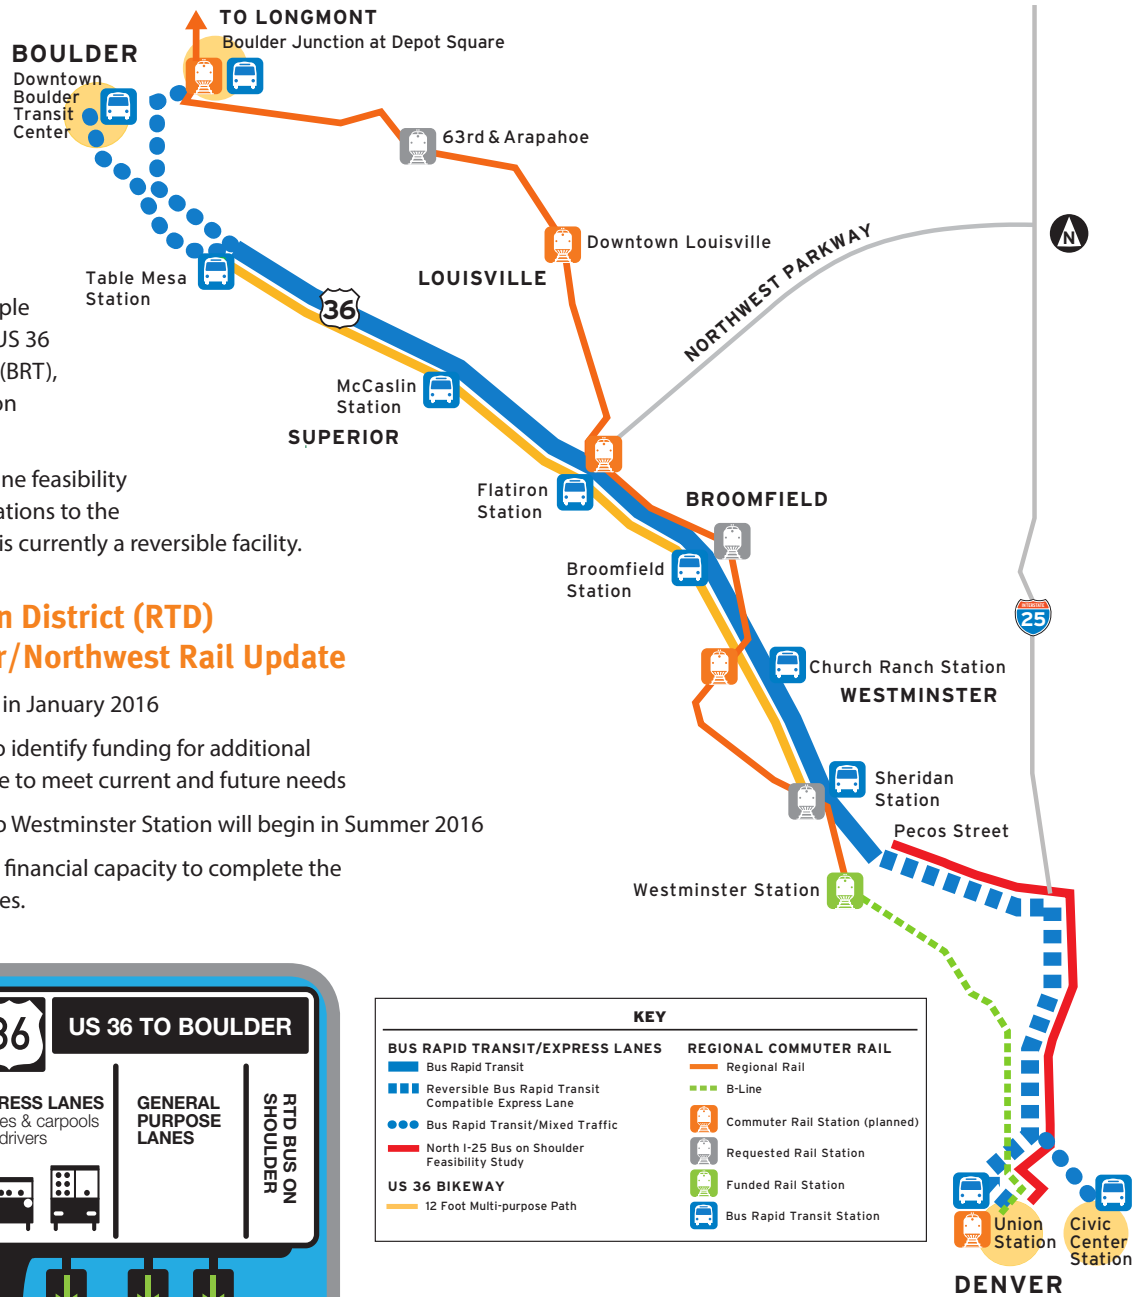 TO LONGMONT
Boulder Junction at Depot Square
BOULDER
Downtown
Boulder
Transit
Center
63rd & Arapahoe
Downtown Louisville
LOUISVILLE
NORTHWEST PARKWAY
N
Table Mesa
Station
36
McCaslin
Station
SUPERIOR
Flatiron
Station
BROOMFIELD
Broomfield
Station
INTERSTATE
25
Church Ranch Station
WESTMINSTER
Sheridan
Station
Pecos Street
Westminster Station
Union
Station
Civic
Center
Station
DENVER
ple
US 36
(BRT),
on
ne feasibility
ations to the
is currently a reversible facility.
n District (RTD)
r/Northwest Rail Update
in January 2016
o identify funding for additional
e to meet current and future needs
o Westminster Station will begin in Summer 2016
financial capacity to complete the
es.
36
US 36 TO BOULDER
RESS LANES
es & carpools
drivers
GENERAL
PURPOSE
LANES
RTD BUS ON
SHOULDER
KEY
BUS RAPID TRANSIT/EXPRESS LANES
Bus Rapid Transit
Reversible Bus Rapid Transit
Compatible Express Lane
Bus Rapid Transit/Mixed Traffic
North I-25 Bus on Shoulder
Feasibility Study
US 36 BIKEWAY
12 Foot Multi-purpose Path
REGIONAL COMMUTER RAIL
Regional Rail
B-Line
Commuter Rail Station (planned)
Requested Rail Station
Funded Rail Station
Bus Rapid Transit Station